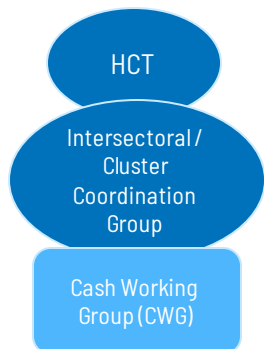 HCT
Intersectoral /
Cluster
Coordination
Group
Cash Working
Group (CWG)